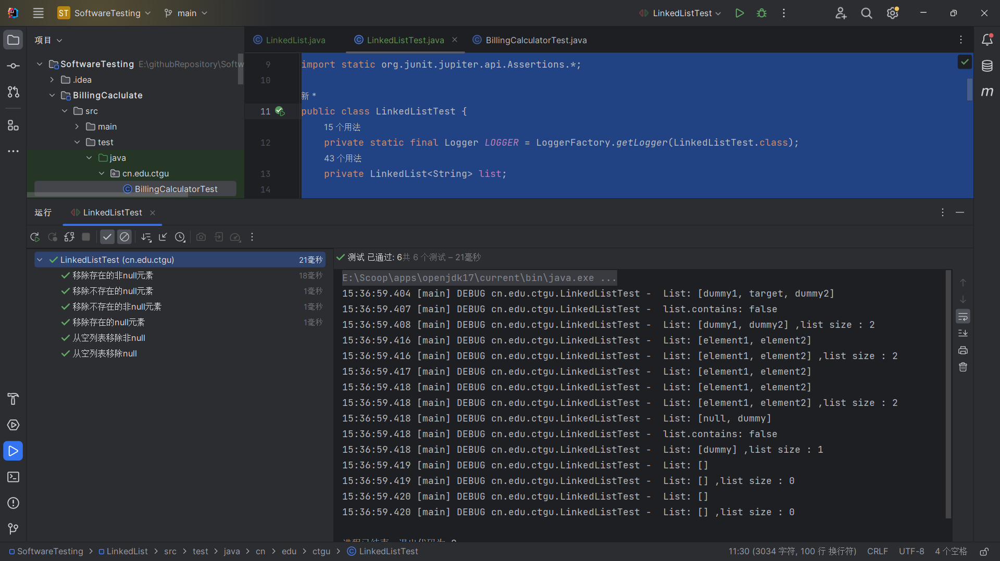 ST SoftwareTesting main LinkedListTest
项目
LinkedList.java LinkedListTest.java BillingCalculatorTest.java
SoftwareTesting E:\githubRepository\Softw
.idea
BillingCaclulate
src
main
test
java
cn.edu.ctgu
BillingCalculatorTest
9 import static org.junit.jupiter.api.Assertions.*;
10
新 *
11 public class LinkedListTest {
15 个用法
12 private static final Logger LOGGER = LoggerFactory.getLogger(LinkedListTest.class);
43 个用法
13 private LinkedList<String> list;
14
运行 LinkedListTest
LinkedListTest (cn.edu.ctgu) 21毫秒
移除存在的非null元素 18毫秒
移除不存在的null元素 1毫秒
移除不存在的非null元素 1毫秒
移除存在的null元素 1毫秒
从空列表移除非null
从空列表移除null
测试 已通过: 6共 6 个测试 – 21毫秒
E:\Scoop\apps\openjdk17\current\bin\java.exe ...
15:36:59.404 [main] DEBUG cn.edu.ctgu.LinkedListTest -  List: [dummy1, target, dummy2]
15:36:59.407 [main] DEBUG cn.edu.ctgu.LinkedListTest -  list.contains: false
15:36:59.408 [main] DEBUG cn.edu.ctgu.LinkedListTest -  List: [dummy1, dummy2] ,list size : 2
15:36:59.416 [main] DEBUG cn.edu.ctgu.LinkedListTest -  List: [element1, element2]
15:36:59.416 [main] DEBUG cn.edu.ctgu.LinkedListTest -  List: [element1, element2] ,list size : 2
15:36:59.417 [main] DEBUG cn.edu.ctgu.LinkedListTest -  List: [element1, element2]
15:36:59.418 [main] DEBUG cn.edu.ctgu.LinkedListTest -  List: [element1, element2]
15:36:59.418 [main] DEBUG cn.edu.ctgu.LinkedListTest -  List: [element1, element2] ,list size : 2
15:36:59.418 [main] DEBUG cn.edu.ctgu.LinkedListTest -  List: [null, dummy]
15:36:59.418 [main] DEBUG cn.edu.ctgu.LinkedListTest -  list.contains: false
15:36:59.418 [main] DEBUG cn.edu.ctgu.LinkedListTest -  List: [dummy] ,list size : 1
15:36:59.419 [main] DEBUG cn.edu.ctgu.LinkedListTest -  List: []
15:36:59.419 [main] DEBUG cn.edu.ctgu.LinkedListTest -  List: [] ,list size : 0
15:36:59.420 [main] DEBUG cn.edu.ctgu.LinkedListTest -  List: []
15:36:59.420 [main] DEBUG cn.edu.ctgu.LinkedListTest -  List: [] ,list size : 0
SoftwareTesting > LinkedList > src > test > java > cn > edu > ctgu > LinkedListTest 11:30 (3034 字符, 100 行 换行符) CRLF UTF-8 4 个空格